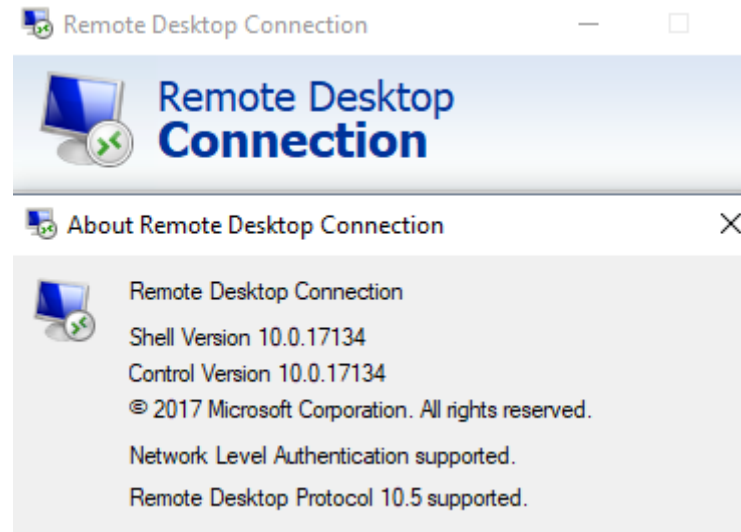 Remote Desktop Connection
Remote Desktop
Connection
About Remote Desktop Connection
Remote Desktop Connection
Shell Version 10.0.17134
Control Version 10.0.17134
© 2017 Microsoft Corporation. All rights reserved.
Network Level Authentication supported.
Remote Desktop Protocol 10.5 supported.